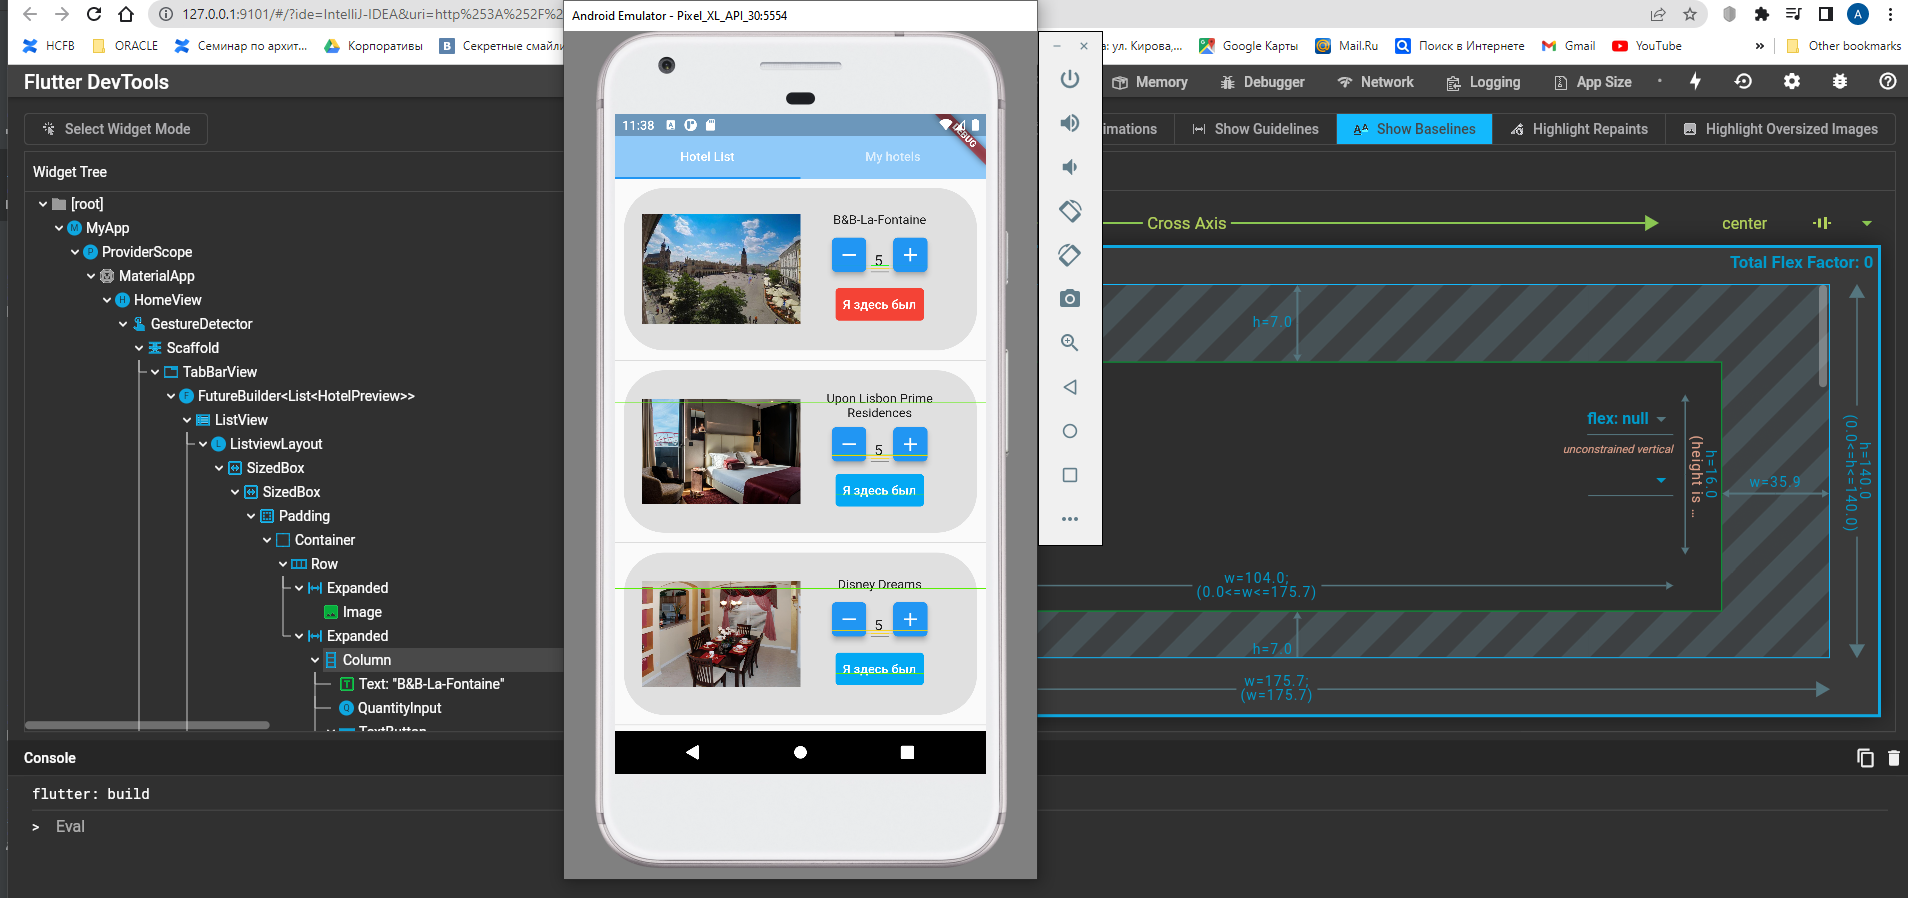 127.0.0.1:9101/#/?ide=IntelliJ-IDEA&uri=http%253A%252F%2
HCFB
ORACLE
Семинар по архит...
Корпоративы
Секретные смайли
а: ул. Кирова,...
Google Карты
Mail.Ru
Поиск в Интернете
Gmail
YouTube
»
Other bookmarks
Flutter DevTools
Memory
Debugger
Network
Logging
App Size
Select Widget Mode
imations
Show Guidelines
Show Baselines
Highlight Repaints
Highlight Oversized Images
Widget Tree
[root]
MyApp
ProviderScope
MaterialApp
HomeView
GestureDetector
Scaffold
TabBarView
FutureBuilder<List<HotelPreview>>
ListView
ListviewLayout
SizedBox
SizedBox
Padding
Container
Row
Expanded
Image
Expanded
Column
Text: "B&B-La-Fontaine"
QuantityInput
TextButton
Console
flutter: build
> Eval
Android Emulator - Pixel_XL_API_30:5554
11:38
DEBUG
Hotel List
My hotels
B&B-La-Fontaine
− 5 +
Я здесь был
Upon Lisbon Prime
Residences
− 5 +
Я здесь был
Disney Dreams
− 5 +
Я здесь был
Cross Axis
center
Total Flex Factor: 0
h=7.0
flex: null
unconstrained vertical
h=16.0
(height is ...
w=35.9
h=140.0
(0.0<=h<=140.0)
w=104.0;
(0.0<=w<=175.7)
h=7.0
w=175.7;
(w=175.7)